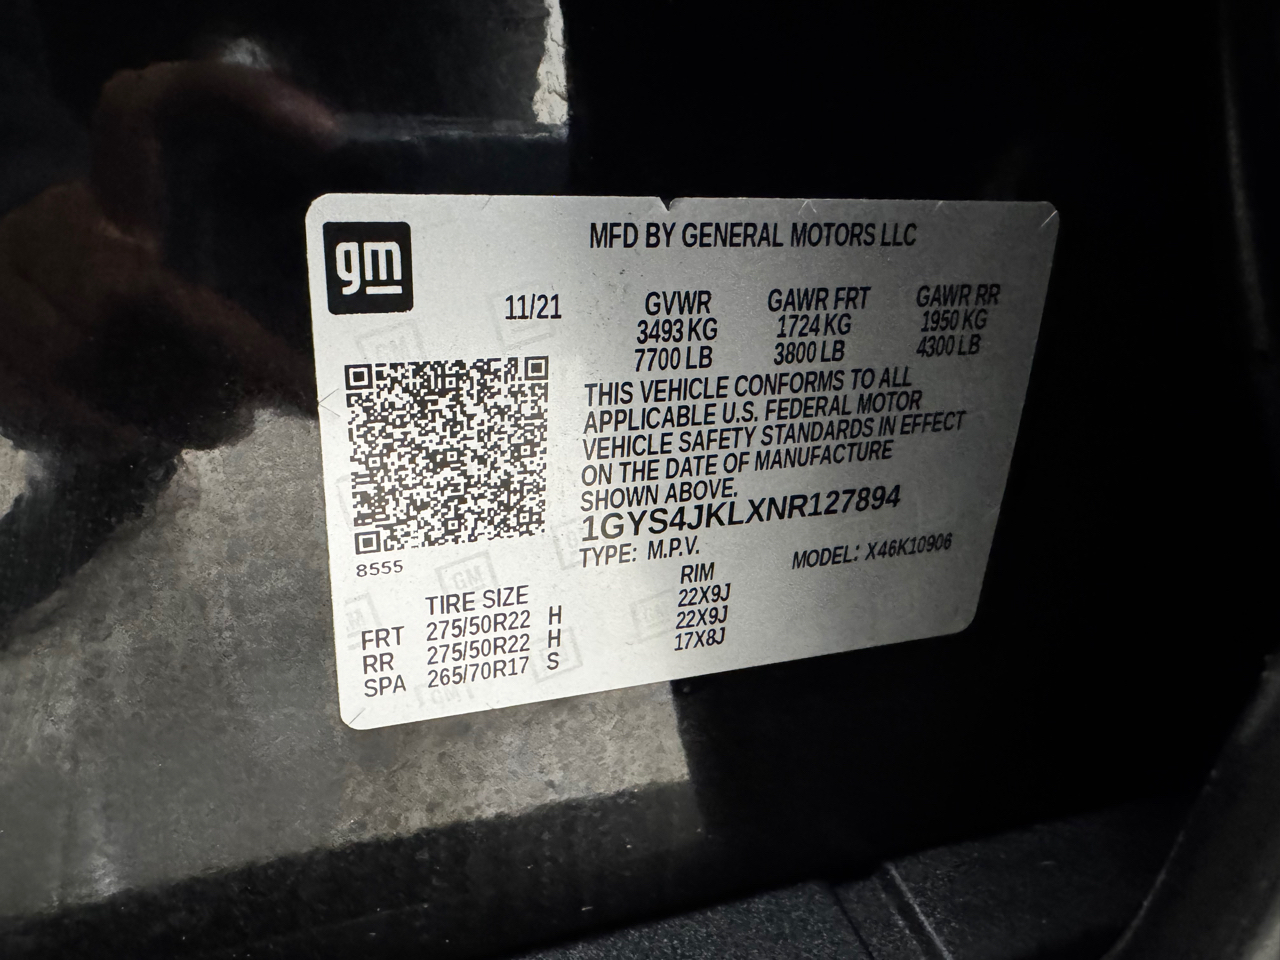 gm
MFD BY GENERAL MOTORS LLC
11/21 GVWR GAWR FRT GAWR RR
3493 KG 1724 KG 1950 KG
7700 LB 3800 LB 4300 LB
THIS VEHICLE CONFORMS TO ALL
APPLICABLE U.S. FEDERAL MOTOR
VEHICLE SAFETY STANDARDS IN EFFECT
ON THE DATE OF MANUFACTURE
SHOWN ABOVE.
1GYS4JKLXNR127894
TYPE: M.P.V. MODEL: X46K10906
8555
TIRE SIZE RIM
FRT 275/50R22 H 22X9J
RR 275/50R22 H 22X9J
SPA 265/70R17 S 17X8J